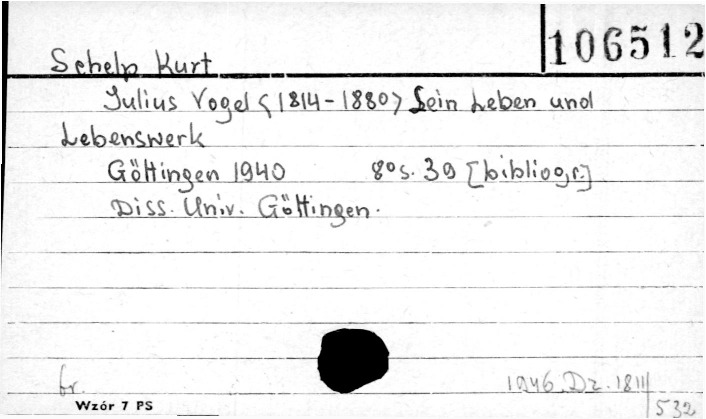 106512
Schelp Kurt
Julius Vogel <1814-1880> Sein Leben und
Lebenswerk
Göttingen 1940 8° s. 39 [bibliogr.]
Diss. Univ. Göttingen.
fr. 1946 Dz. 1811/
Wzór 7 PS 532